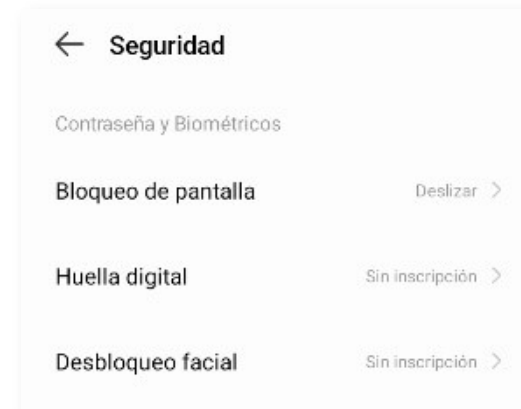 Seguridad
Contraseña y Biométricos
Bloqueo de pantalla Deslizar
Huella digital Sin inscripción
Desbloqueo facial Sin inscripción